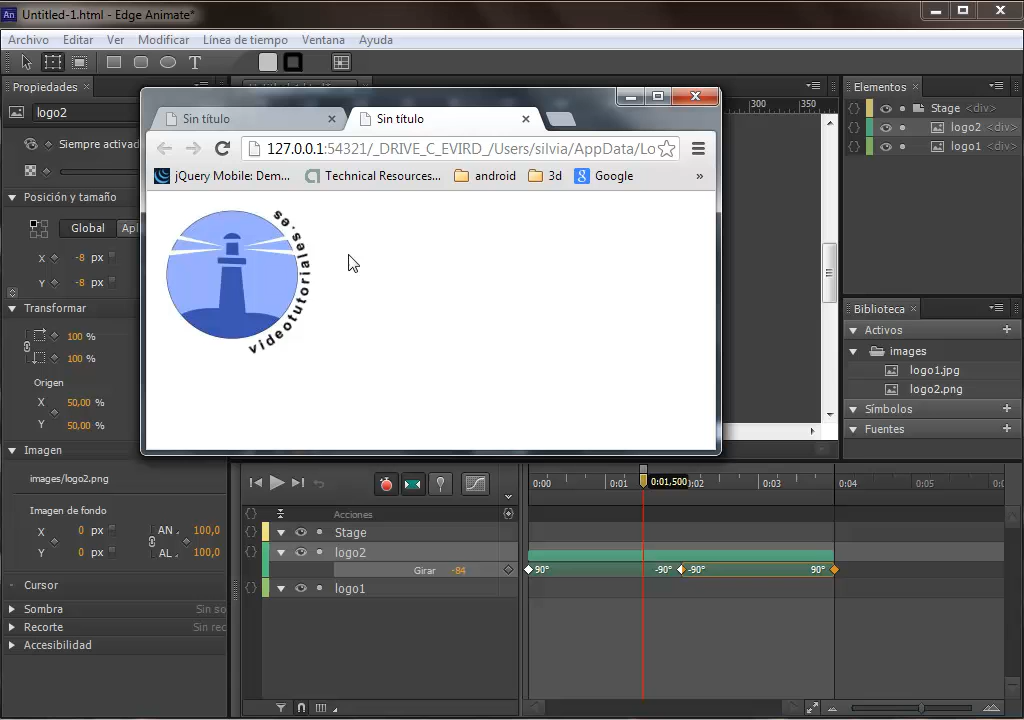 An Untitled-1.html - Edge Animate*
Archivo Editar Ver Modificar Línea de tiempo Ventana Ayuda
T
Propiedades
logo2
Siempre activad
Posición y tamaño
Global Apl
X -8 px
Y -8 px
Transformar
100 %
100 %
Origen
X 50,00 %
Y 50,00 %
Imagen
images/logo2.png
Imagen de fondo
X 0 px AN 100,0
Y 0 px AL 100,0
Cursor
Sombra Sin so
Recorte Sin rec
Accesibilidad
Sin título
Sin título
127.0.0.1:54321/_DRIVE_C_EVIRD_/Users/silvia/AppData/Lo
jQuery Mobile: Dem... Technical Resources... android 3d Google »
videotutoriales.es
300 350
Elementos
Stage <div>
logo2 <div>
logo1 <div>
Biblioteca
Activos
images
logo1.jpg
logo2.png
Símbolos
Fuentes
0:00 0:01 0:01,500 0:02 0:03 0:04 0:05
Acciones
Stage
logo2
Girar -84 90° -90° -90° 90°
logo1